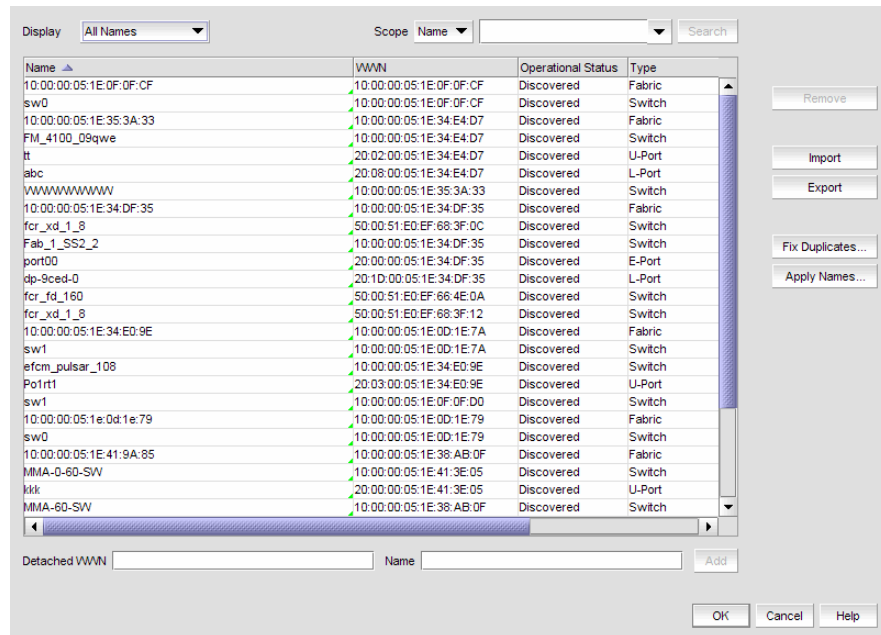 Display All Names Scope Name Search
Name WWN Operational Status Type
10:00:00:05:1E:0F:0F:CF 10:00:00:05:1E:0F:0F:CF Discovered Fabric
sw0 10:00:00:05:1E:0F:0F:CF Discovered Switch
Remove
10:00:00:05:1E:35:3A:33 10:00:00:05:1E:34:E4:D7 Discovered Fabric
FM_4100_09qwe 10:00:00:05:1E:34:E4:D7 Discovered Switch
tt 20:02:00:05:1E:34:E4:D7 Discovered U-Port
Import
abc 20:08:00:05:1E:34:E4:D7 Discovered L-Port
WWWWWWW 10:00:00:05:1E:35:3A:33 Discovered Switch
Export
10:00:00:05:1E:34:DF:35 10:00:00:05:1E:34:DF:35 Discovered Fabric
fcr_xd_1_8 50:00:51:E0:EF:68:3F:0C Discovered Switch
Fab_1_SS2_2 10:00:00:05:1E:34:DF:35 Discovered Switch
Fix Duplicates...
port00 20:00:00:05:1E:34:DF:35 Discovered E-Port
dp-9ced-0 20:1D:00:05:1E:34:DF:35 Discovered L-Port
Apply Names...
fcr_fd_160 50:00:51:E0:EF:66:4E:0A Discovered Switch
fcr_xd_1_8 50:00:51:E0:EF:68:3F:12 Discovered Switch
10:00:00:05:1E:34:E0:9E 10:00:00:05:1E:0D:1E:7A Discovered Fabric
sw1 10:00:00:05:1E:0D:1E:7A Discovered Switch
efcm_pulsar_108 10:00:00:05:1E:34:E0:9E Discovered Switch
Po1rt1 20:03:00:05:1E:34:E0:9E Discovered U-Port
sw1 10:00:00:05:1E:0F:0F:D0 Discovered Switch
10:00:00:05:1e:0d:1e:79 10:00:00:05:1E:0D:1E:79 Discovered Fabric
sw0 10:00:00:05:1E:0D:1E:79 Discovered Switch
10:00:00:05:1E:41:9A:85 10:00:00:05:1E:38:AB:0F Discovered Fabric
MMA-0-60-SW 10:00:00:05:1E:41:3E:05 Discovered Switch
kkk 20:00:00:05:1E:41:3E:05 Discovered U-Port
MMA-60-SW 10:00:00:05:1E:38:AB:0F Discovered Switch
Detached WWN Name Add
OK Cancel Help